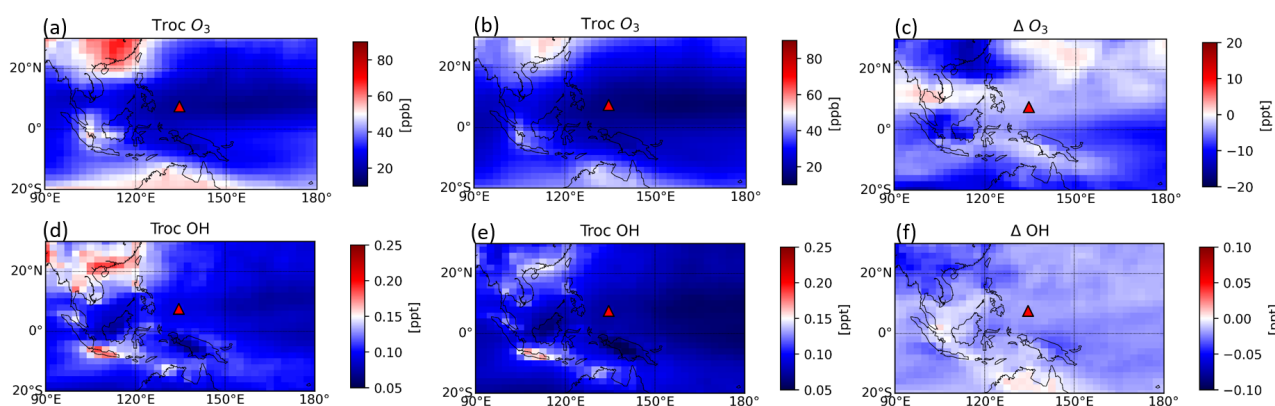 (a) Troc O₃
20°N
0°
20°S
90°E 120°E 150°E 180°
80
60
40
20
[ppb]
(b) Troc O₃
20°N
0°
20°S
90°E 120°E 150°E 180°
80
60
40
20
[ppb]
(c) Δ O₃
20°N
0°
20°S
90°E 120°E 150°E 180°
20
10
0
−10
−20
[ppt]
(d) Troc OH
20°N
0°
20°S
90°E 120°E 150°E 180°
0.25
0.20
0.15
0.10
0.05
[ppt]
(e) Troc OH
20°N
0°
20°S
90°E 120°E 150°E 180°
0.25
0.20
0.15
0.10
0.05
[ppt]
(f) Δ OH
20°N
0°
20°S
90°E 120°E 150°E 180°
0.10
0.05
0.00
−0.05
−0.10
[ppt]